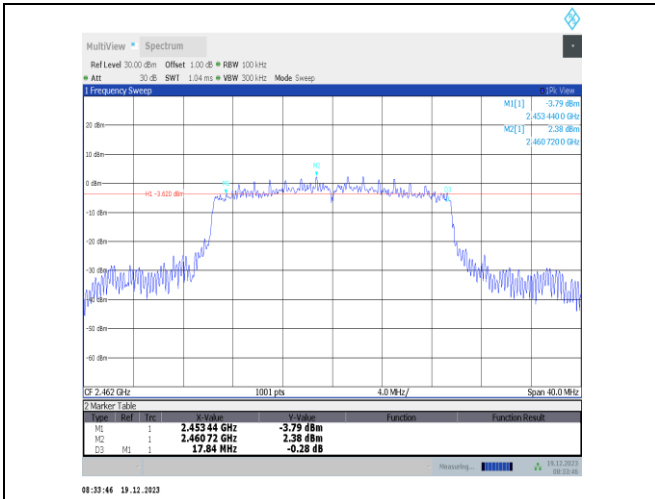 MultiView Spectrum
Ref Level 30.00 dBm Offset 1.00 dB RBW 100 kHz
Att 30 dB SWT 1.04 ms VBW 300 kHz Mode Sweep
1 Frequency Sweep 1Pk View
M1[1] -3.79 dBm
2.453 440 0 GHz
M2[1] 2.38 dBm
2.460 720 0 GHz
20 dBm
10 dBm
M2
0 dBm
M1 D3
H1 -3.620 dBm
-10 dBm
-20 dBm
-30 dBm
-40 dBm
-50 dBm
-60 dBm
CF 2.462 GHz 1001 pts 4.0 MHz/ Span 40.0 MHz
2 Marker Table
Type Ref Trc X-Value Y-Value Function Function Result
M1 1 2.453 44 GHz -3.79 dBm
M2 1 2.460 72 GHz 2.38 dBm
D3 M1 1 17.84 MHz -0.28 dB
Measuring... 19.12.2023
08:33:46
08:33:46 19.12.2023